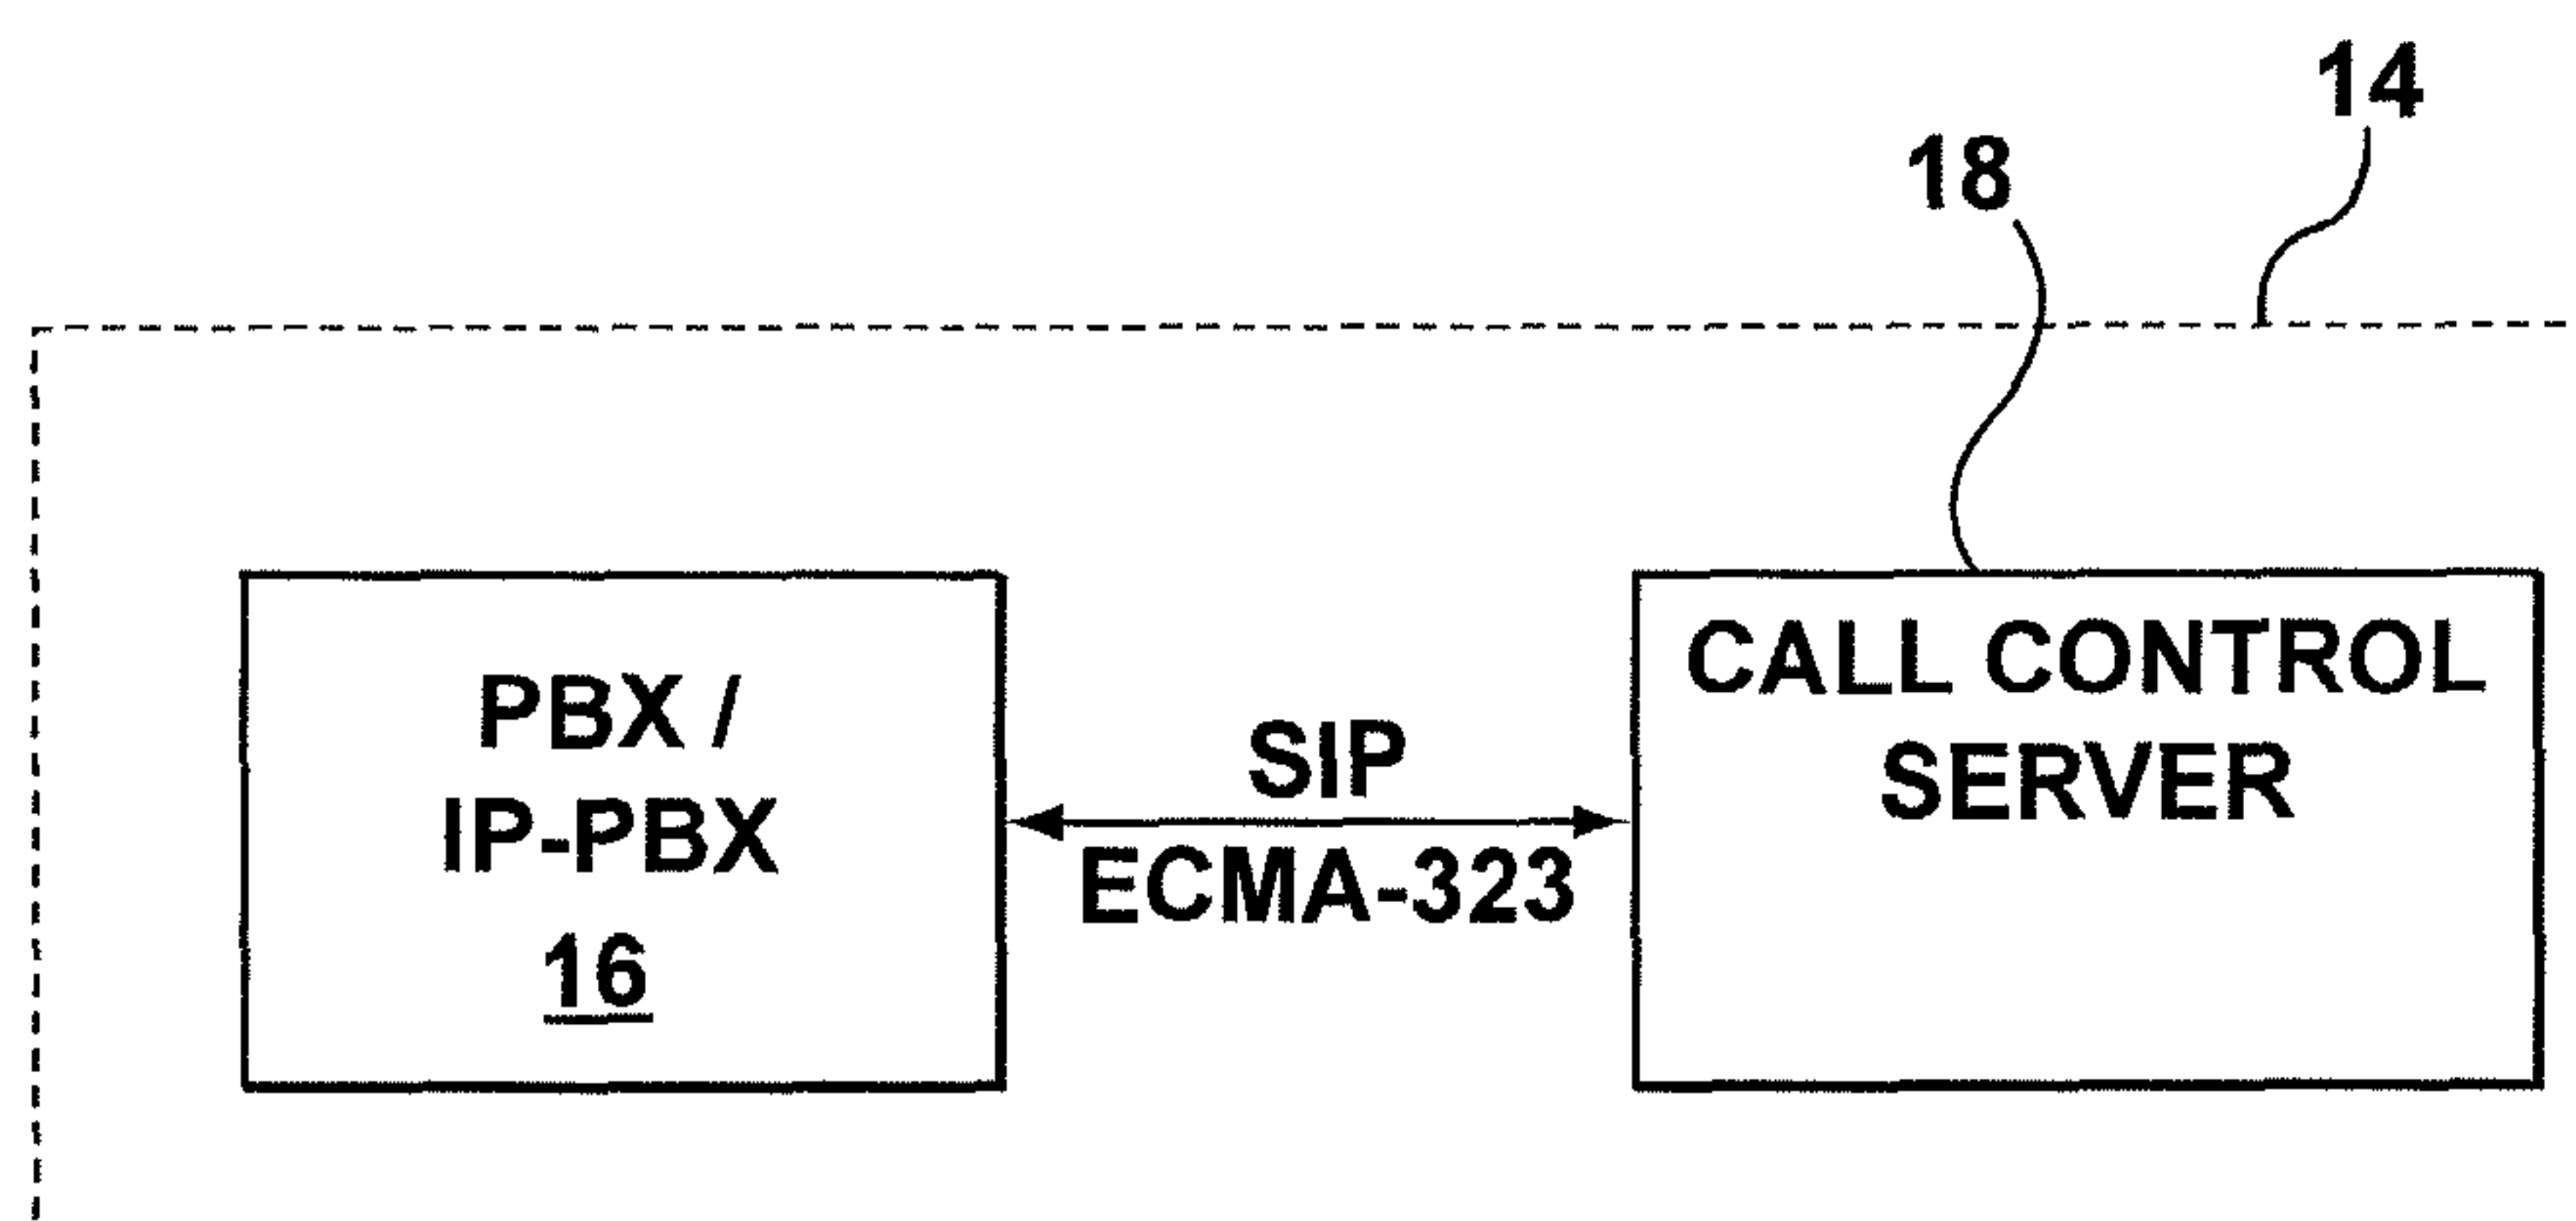 14
18
PBX /
IP-PBX
16
SIP
ECMA-323
CALL CONTROL
SERVER